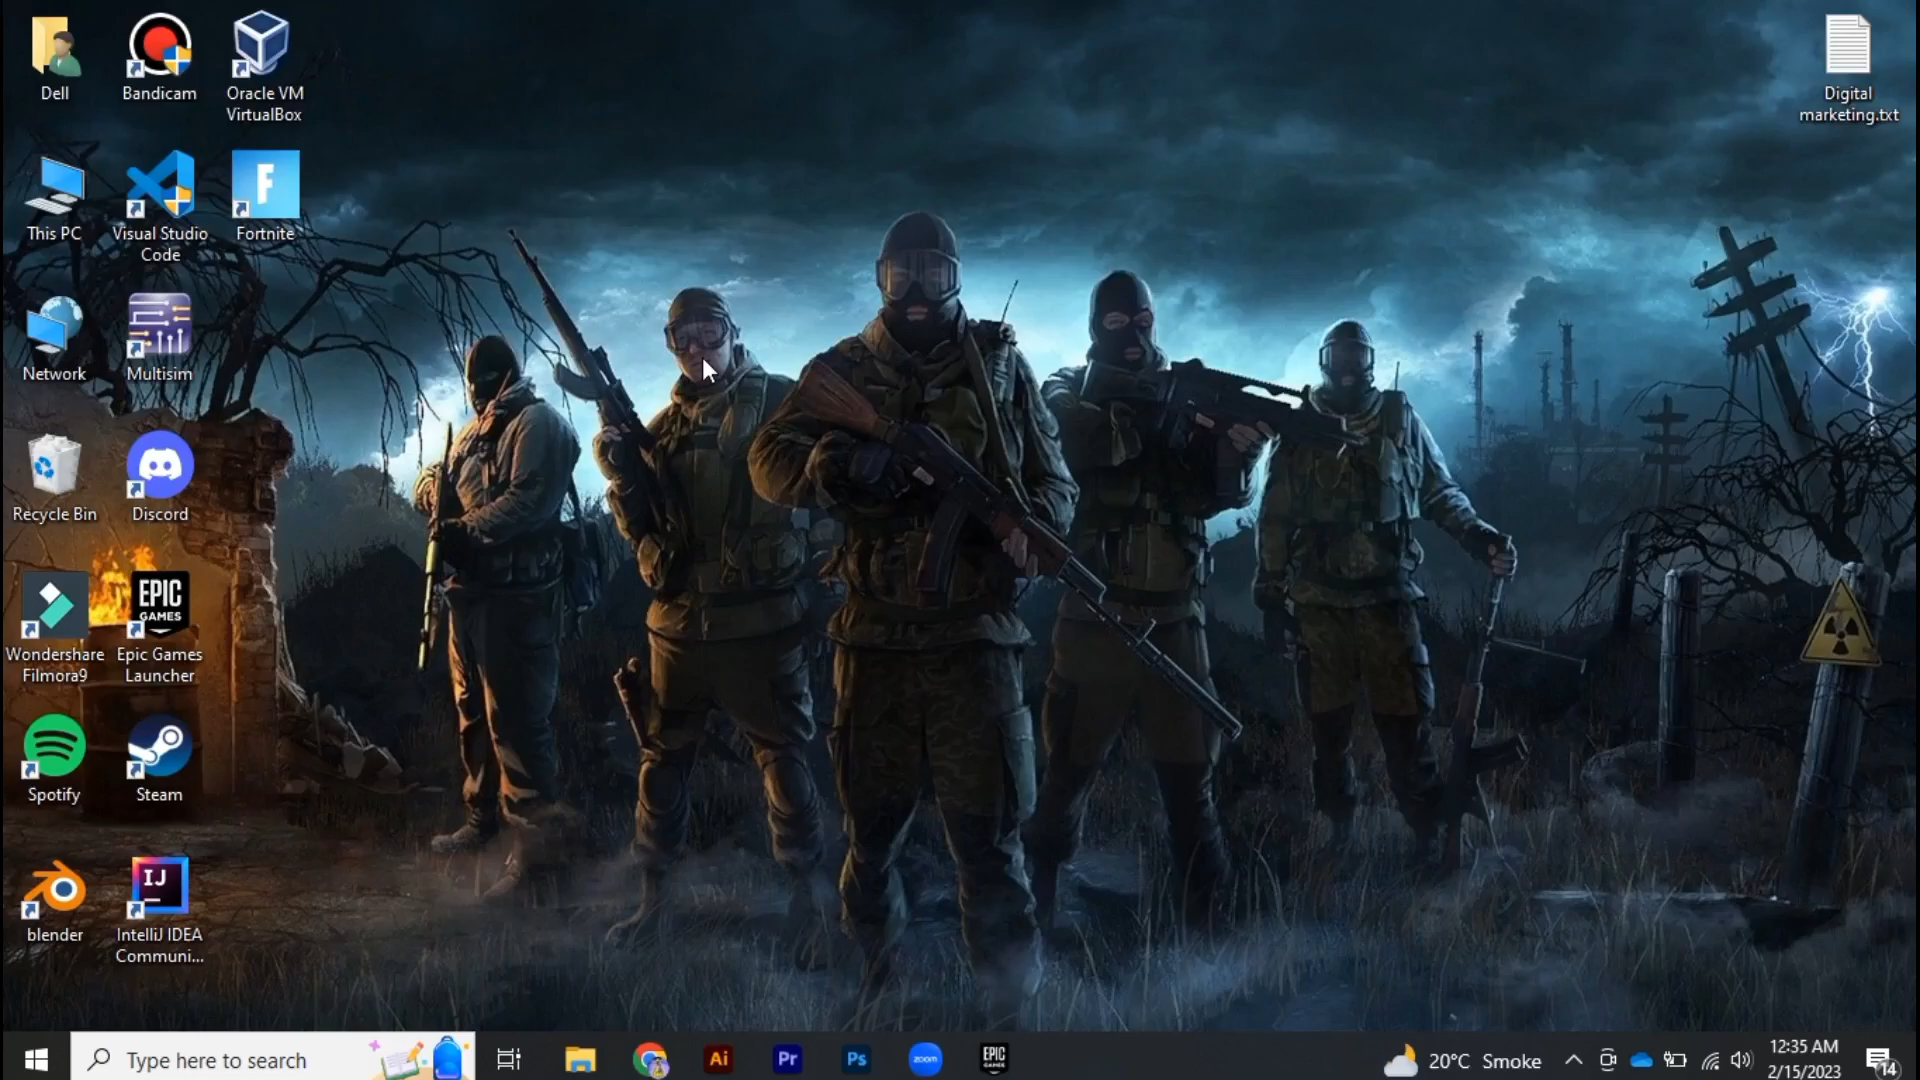 Dell
Bandicam
Oracle VM
VirtualBox
Digital
marketing.txt
This PC
Visual Studio
Code
F
Fortnite
Network
Multisim
Recycle Bin
Discord
EPIC
GAMES
Wondershare
Filmora9
Epic Games
Launcher
Spotify
Steam
IJ
blender
IntelliJ IDEA
Communi...
Type here to search
Ai
Pr
Ps
zoom
EPIC
GAMES
20°C Smoke
12:35 AM
2/15/2023
14